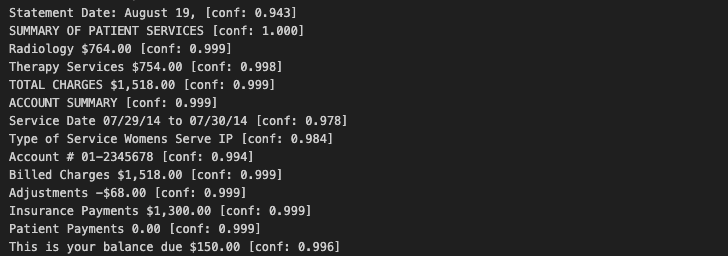 Statement Date: August 19, [conf: 0.943]
SUMMARY OF PATIENT SERVICES [conf: 1.000]
Radiology $764.00 [conf: 0.999]
Therapy Services $754.00 [conf: 0.998]
TOTAL CHARGES $1,518.00 [conf: 0.999]
ACCOUNT SUMMARY [conf: 0.999]
Service Date 07/29/14 to 07/30/14 [conf: 0.978]
Type of Service Womens Serve IP [conf: 0.984]
Account # 01-2345678 [conf: 0.994]
Billed Charges $1,518.00 [conf: 0.999]
Adjustments -$68.00 [conf: 0.999]
Insurance Payments $1,300.00 [conf: 0.999]
Patient Payments 0.00 [conf: 0.999]
This is your balance due $150.00 [conf: 0.996]